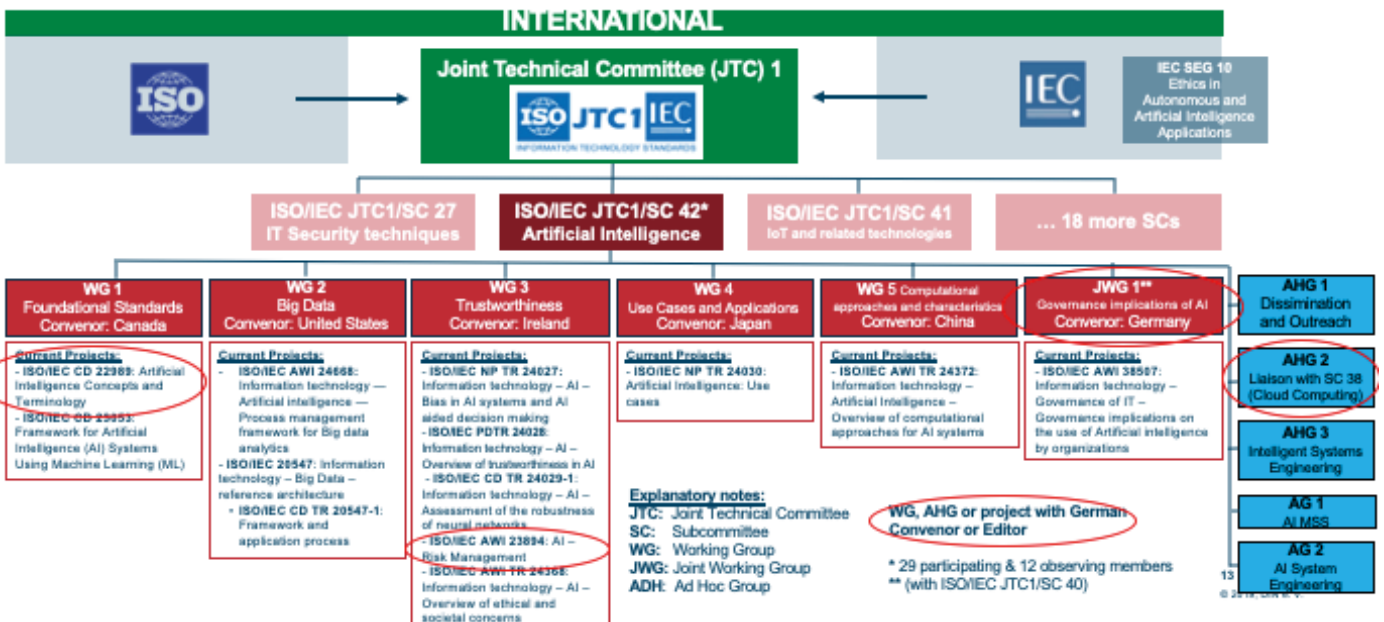 INTERNATIONAL
ISO
Joint Technical Committee (JTC) 1
ISO JTC1 IEC
INFORMATION TECHNOLOGY STANDARDS
IEC
IEC SEG 10
Ethics in
Autonomous and
Artificial Intelligence
Applications
ISO/IEC JTC1/SC 27
IT Security techniques
ISO/IEC JTC1/SC 42*
Artificial Intelligence
ISO/IEC JTC1/SC 41
IoT and related technologies
... 18 more SCs
WG 1
Foundational Standards
Convenor: Canada
Current Projects:
- ISO/IEC CD 22989: Artificial
Intelligence Concepts and
Terminology
- ISO/IEC CD 23053:
Framework for Artificial
Intelligence (AI) Systems
Using Machine Learning (ML)
WG 2
Big Data
Convenor: United States
Current Projects:
- ISO/IEC AWI 24668:
Information technology —
Artificial intelligence —
Process management
framework for Big data
analytics
- ISO/IEC 20547: Information
technology – Big Data –
reference architecture
• ISO/IEC CD TR 20547-1:
Framework and
application process
WG 3
Trustworthiness
Convenor: Ireland
Current Projects:
- ISO/IEC NP TR 24027:
Information technology – AI –
Bias in AI systems and AI
aided decision making
- ISO/IEC PDTR 24028:
Information technology – AI –
Overview of trustworthiness in AI
- ISO/IEC CD TR 24029-1:
Information technology – AI –
Assessment of the robustness
of neural networks
- ISO/IEC AWI 23894: AI –
Risk Management
- ISO/IEC AWI TR 24368:
Information technology – AI –
Overview of ethical and
societal concerns
WG 4
Use Cases and Applications
Convenor: Japan
Current Projects:
- ISO/IEC NP TR 24030:
Artificial Intelligence: Use
cases
WG 5 Computational
approaches and characteristics
Convenor: China
Current Projects:
- ISO/IEC AWI TR 24372:
Information technology –
Artificial Intelligence –
Overview of computational
approaches for AI systems
JWG 1**
Governance implications of AI
Convenor: Germany
Current Projects:
- ISO/IEC AWI 38507:
Information technology –
Governance of IT –
Governance implications on
the use of Artificial intelligence
by organizations
AHG 1
Dissimination
and Outreach
AHG 2
Liaison with SC 38
(Cloud Computing)
AHG 3
Intelligent Systems
Engineering
AG 1
AI MSS
AG 2
AI System
Engineering
Explanatory notes:
JTC: Joint Technical Committee
SC: Subcommittee
WG: Working Group
JWG: Joint Working Group
ADH: Ad Hoc Group
WG, AHG or project with German
Convenor or Editor
* 29 participating & 12 observing members
** (with ISO/IEC JTC1/SC 40)
13